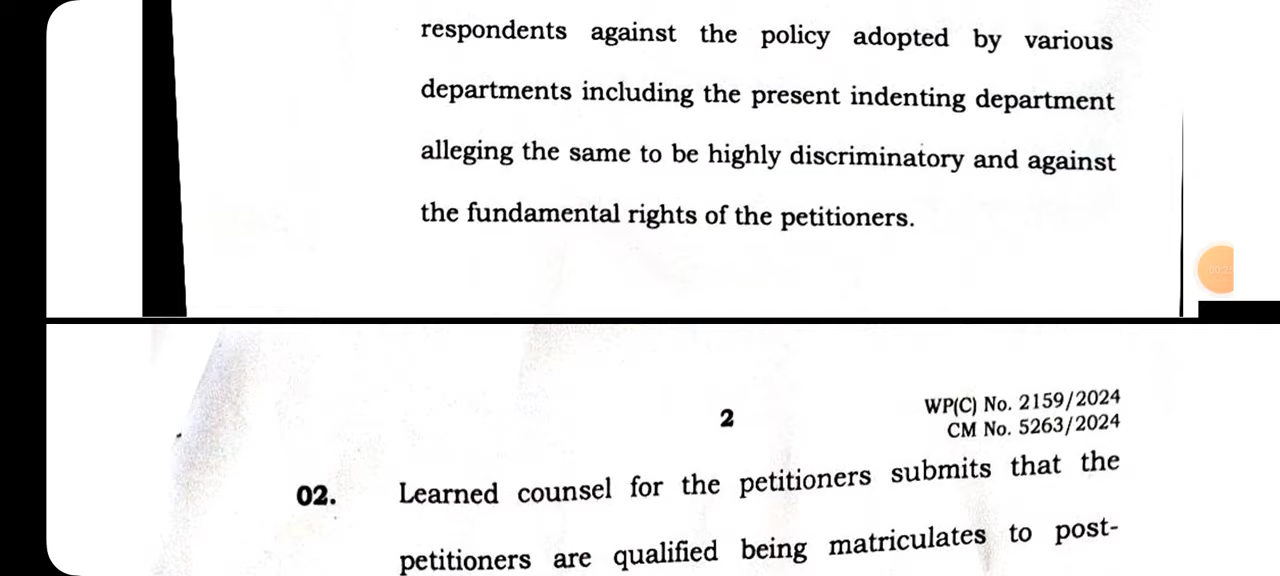 respondents against the policy adopted by various
departments including the present indenting department
alleging the same to be highly discriminatory and against
the fundamental rights of the petitioners.
2
WP(C) No. 2159/2024
CM No. 5263/2024
02. Learned counsel for the petitioners submits that the
petitioners are qualified being matriculates to post-